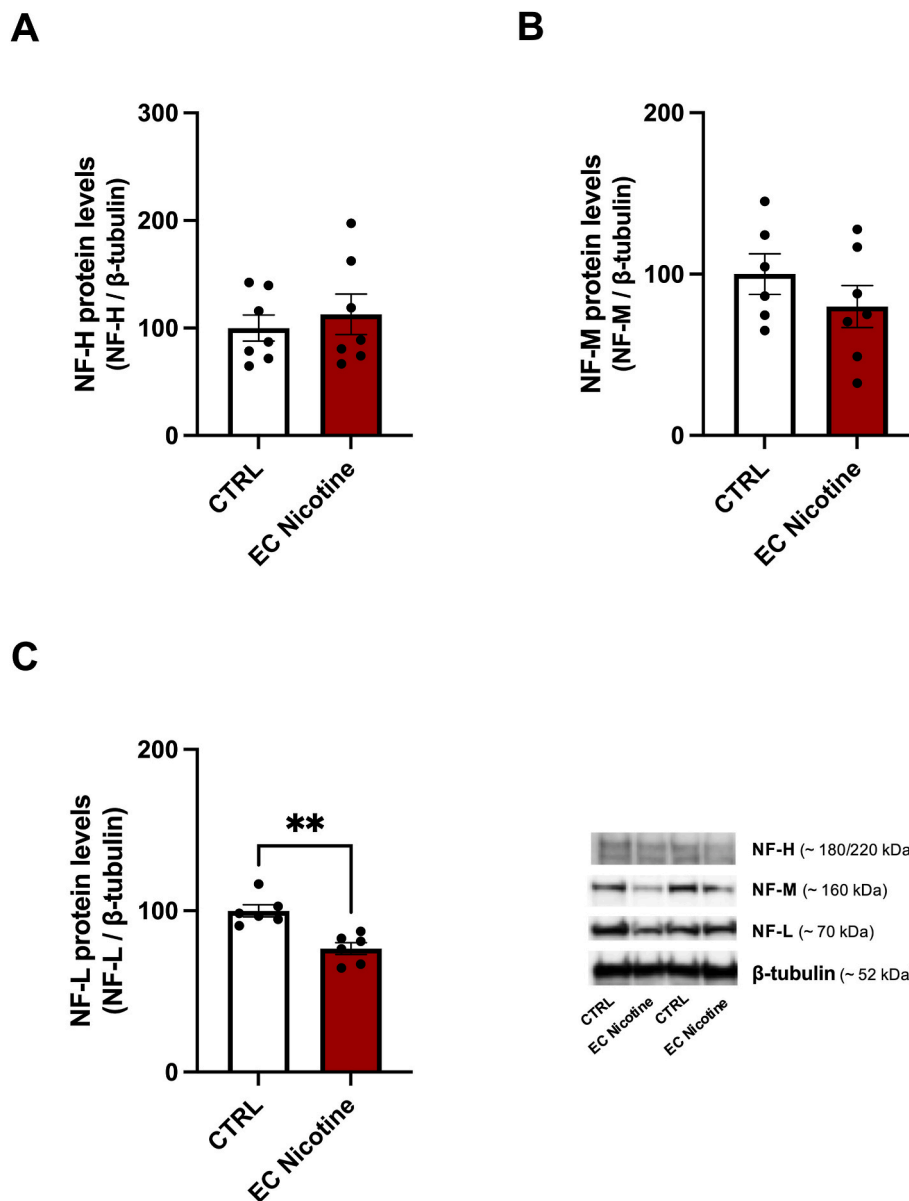 A
NF-H protein levels
(NF-H / β-tubulin)
300
200
100
0
CTRL
EC Nicotine
B
NF-M protein levels
(NF-M / β-tubulin)
200
100
0
CTRL
EC Nicotine
C
NF-L protein levels
(NF-L / β-tubulin)
200
100
0
**
CTRL
EC Nicotine
NF-H (~ 180/220 kDa
NF-M (~ 160 kDa)
NF-L (~ 70 kDa)
β-tubulin (~ 52 kDa
CTRL
EC Nicotine
CTRL
EC Nicotine